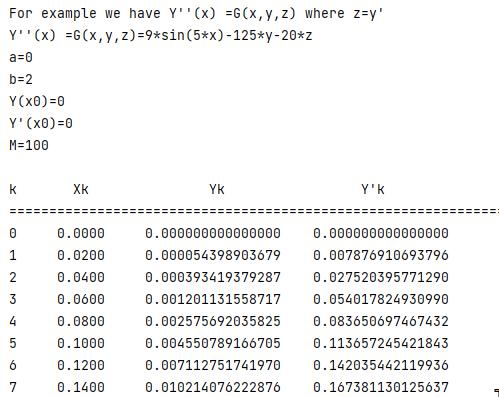 For example we have Y''(x) =G(x,y,z) where z=y'
Y''(x) =G(x,y,z)=9*sin(5*x)-125*y-20*z
a=0
b=2
Y(x0)=0
Y'(x0)=0
M=100
k Xk Yk Y'k
==============================================================
0 0.0000 0.000000000000000 0.000000000000000
1 0.0200 0.000054398903679 0.007876910693796
2 0.0400 0.000393419379287 0.027520395771290
3 0.0600 0.001201131558717 0.054017824930990
4 0.0800 0.002575692035825 0.083650697467432
5 0.1000 0.004550789166705 0.113657245421843
6 0.1200 0.007112751741970 0.142035442119936
7 0.1400 0.010214076222876 0.167381130125637